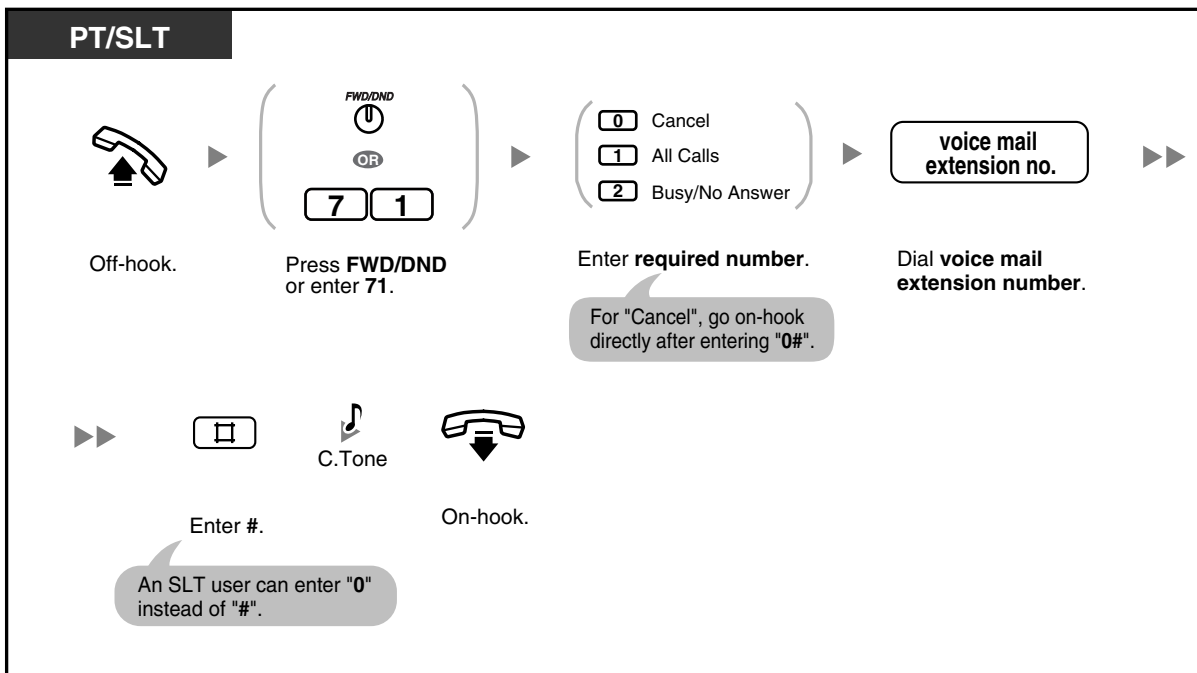 PT/SLT
FWD/DND
OR
7 1
0 Cancel
1 All Calls
2 Busy/No Answer
voice mail
extension no.
Off-hook.
Press FWD/DND
or enter 71.
Enter required number.
For "Cancel", go on-hook
directly after entering "0#".
Dial voice mail
extension number.
#
C.Tone
Enter #.
On-hook.
An SLT user can enter "0"
instead of "#".